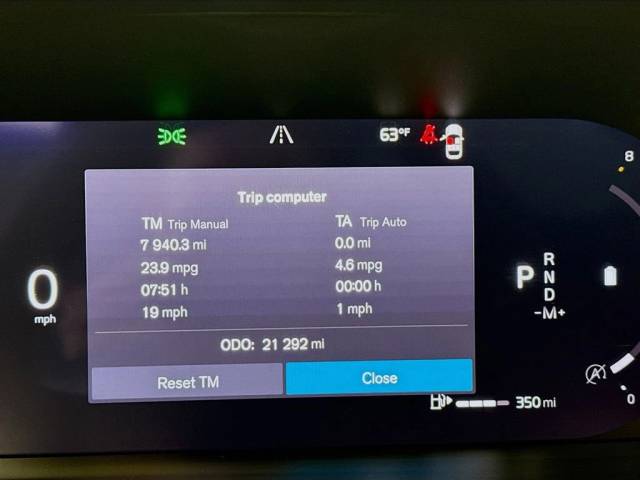 63°F
8
Trip computer
TM Trip Manual TA Trip Auto
7 940.3 mi 0.0 mi
23.9 mpg 4.6 mpg
07:51 h 00:00 h
19 mph 1 mph
ODO: 21 292 mi
Reset TM Close
0
mph
P
R
N
D
-M+
A
350 mi
0